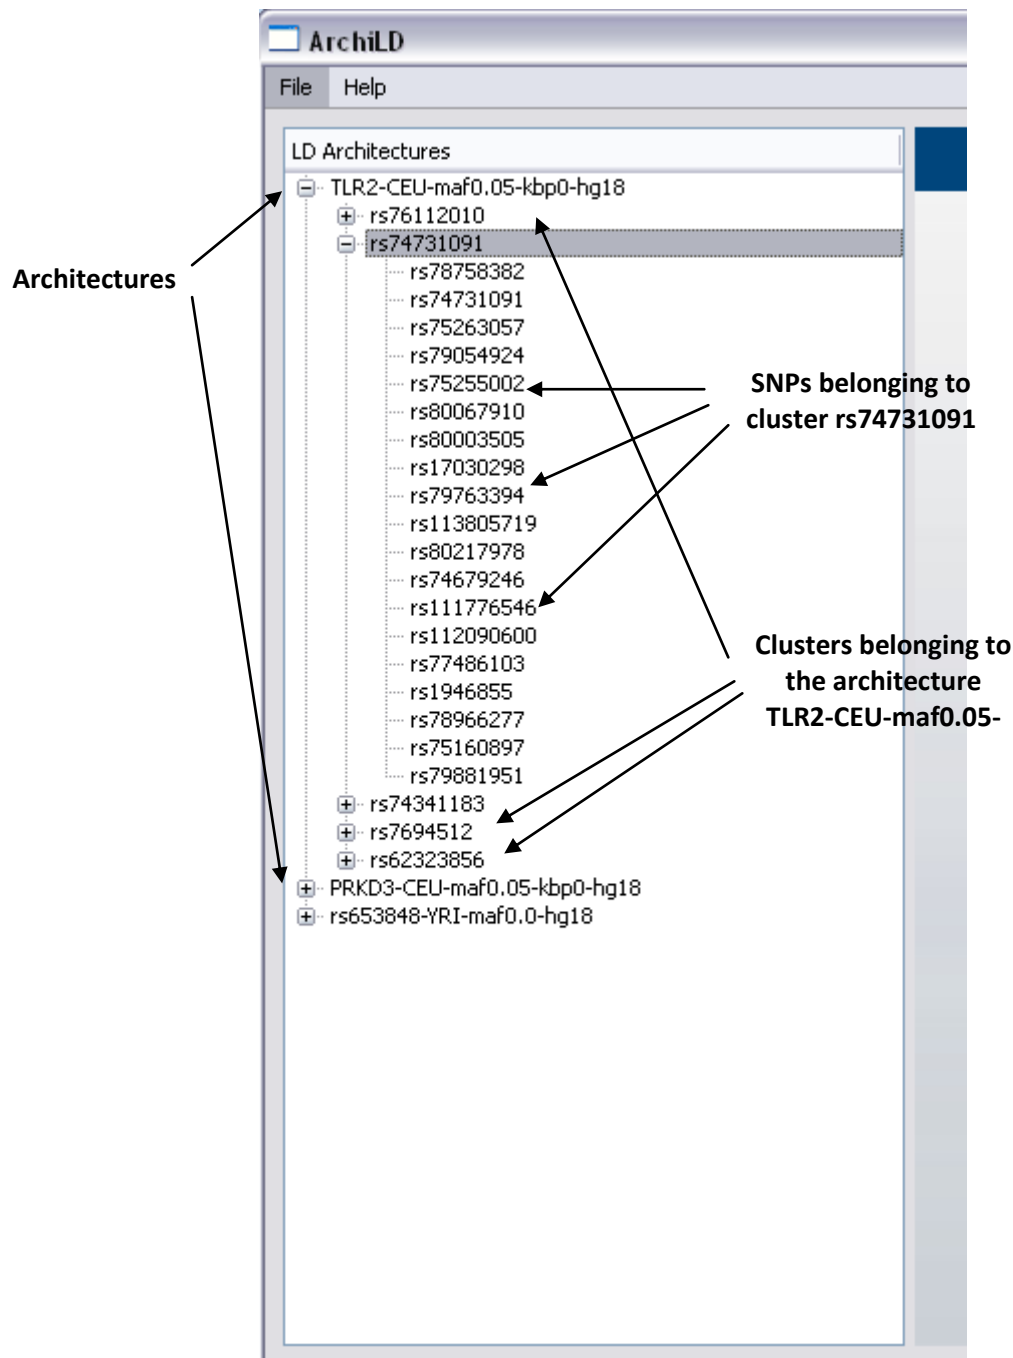 ArchiLD
File Help
LD Architectures
TLR2-CEU-maf0.05-kbp0-hg18
rs76112010
rs74731091
rs78758382
rs74731091
rs75263057
rs79054924
rs75255002
rs80067910
rs80003505
rs17030298
rs79763394
rs113805719
rs80217978
rs74679246
rs111776546
rs112090600
rs77486103
rs1946855
rs78966277
rs75160897
rs79881951
rs74341183
rs7694512
rs62323856
PRKD3-CEU-maf0.05-kbp0-hg18
rs653848-YRI-maf0.0-hg18
Architectures
SNPs belonging to
cluster rs74731091
Clusters belonging to
the architecture
TLR2-CEU-maf0.05-